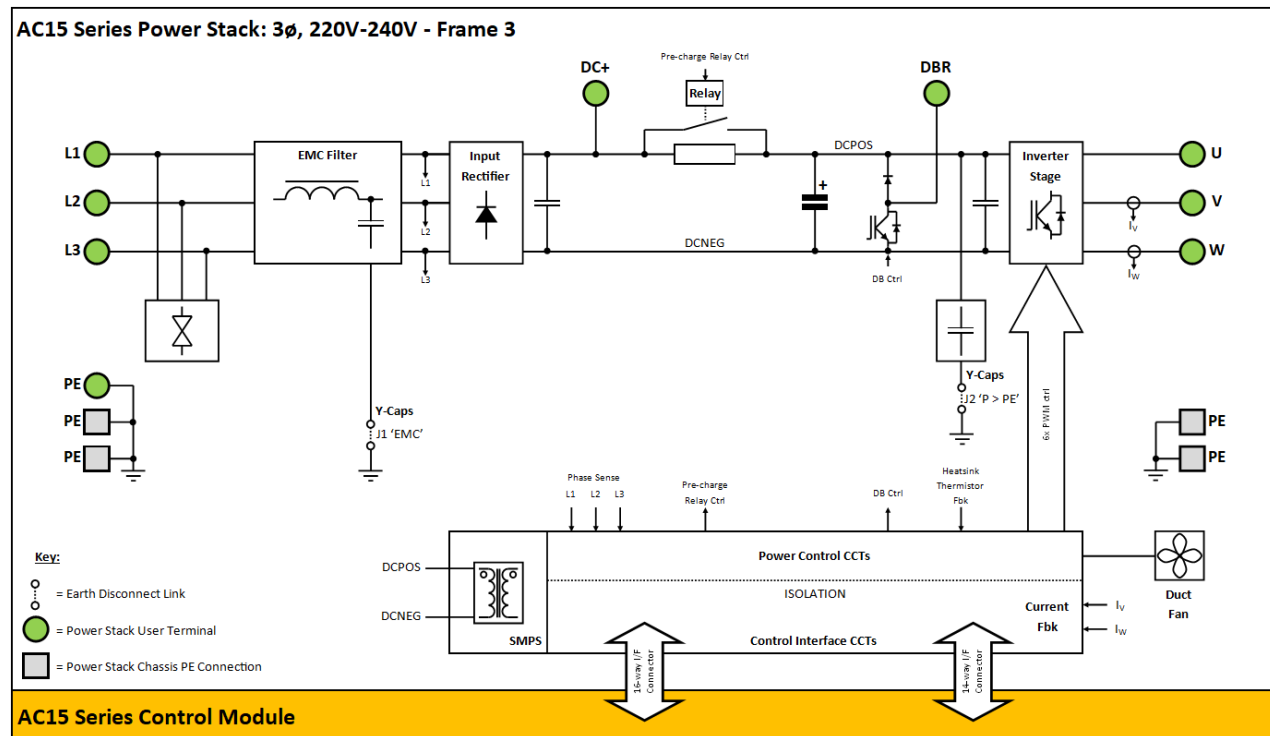 AC15 Series Power Stack: 3ø, 220V-240V - Frame 3
Pre-charge Relay Ctrl
DC+
Relay
DBR
L1
EMC Filter
Input
Rectifier
DCPOS
Inverter
Stage
U
L1
L2
+
V
L2
IV
L3
DCNEG
W
L3
DB Ctrl
IW
PE
Y-Caps
J2 'P > PE'
PE
PE
Y-Caps
J1 'EMC'
6x PWM ctrl
PE
PE
Phase Sense
L1
L2
L3
Pre-charge
Relay Ctrl
DB Ctrl
Heatsink
Thermistor
Fbk
Key:
= Earth Disconnect Link
= Power Stack User Terminal
= Power Stack Chassis PE Connection
DCPOS
DCNEG
SMPS
Power Control CCTs
ISOLATION
Control Interface CCTs
Current
Fbk
IV
IW
Duct
Fan
16-way I/F
Connector
14-way I/F
Connector
AC15 Series Control Module